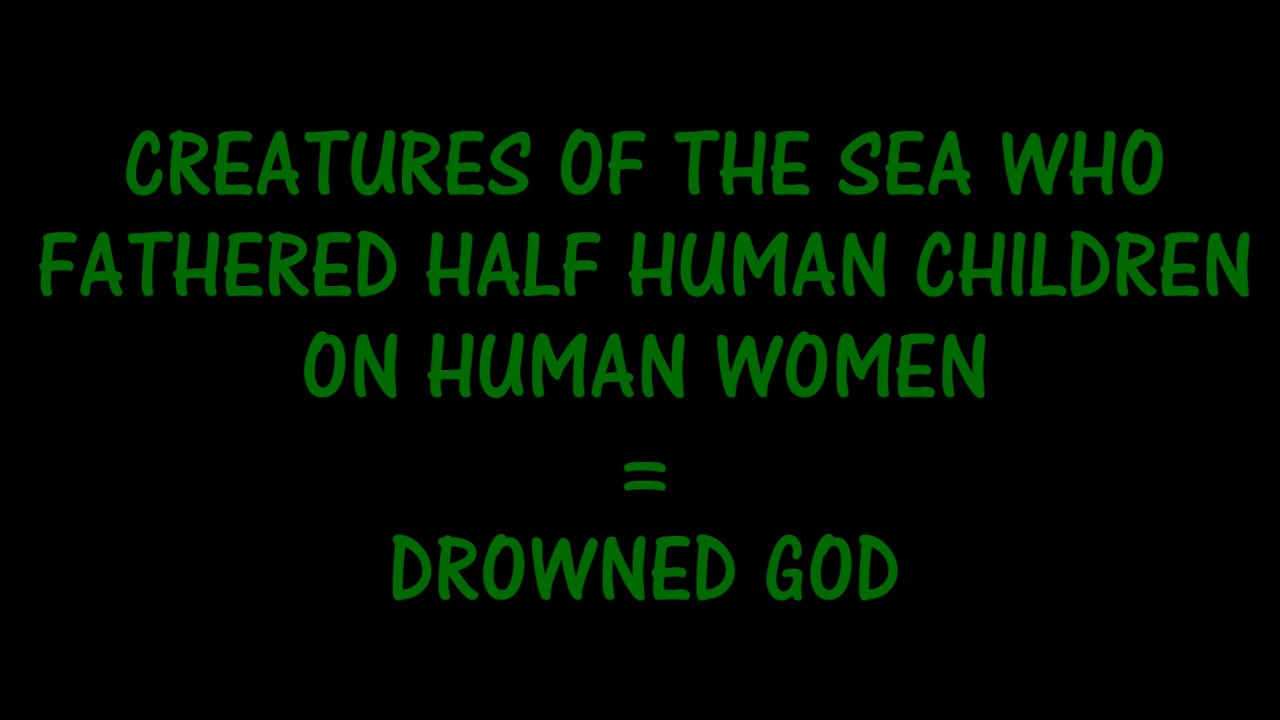 CREATURES OF THE SEA WHO
FATHERED HALF HUMAN CHILDREN
ON HUMAN WOMEN
=
DROWNED GOD